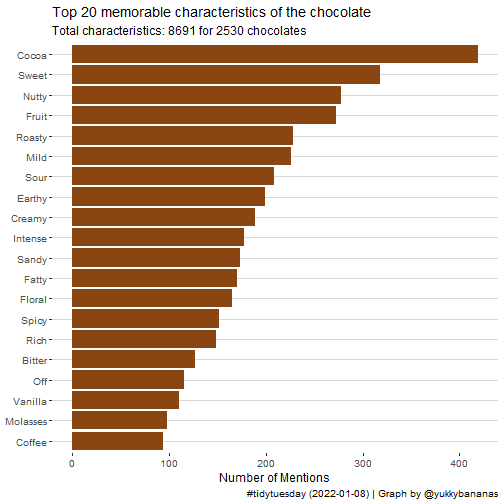 Top 20 memorable characteristics of the chocolate
Total characteristics: 8691 for 2530 chocolates
Cocoa
Sweet
Nutty
Fruit
Roasty
Mild
Sour
Earthy
Creamy
Intense
Sandy
Fatty
Floral
Spicy
Rich
Bitter
Off
Vanilla
Molasses
Coffee
0 100 200 300 400
Number of Mentions
#tidytuesday (2022-01-08) | Graph by @yukkybananas